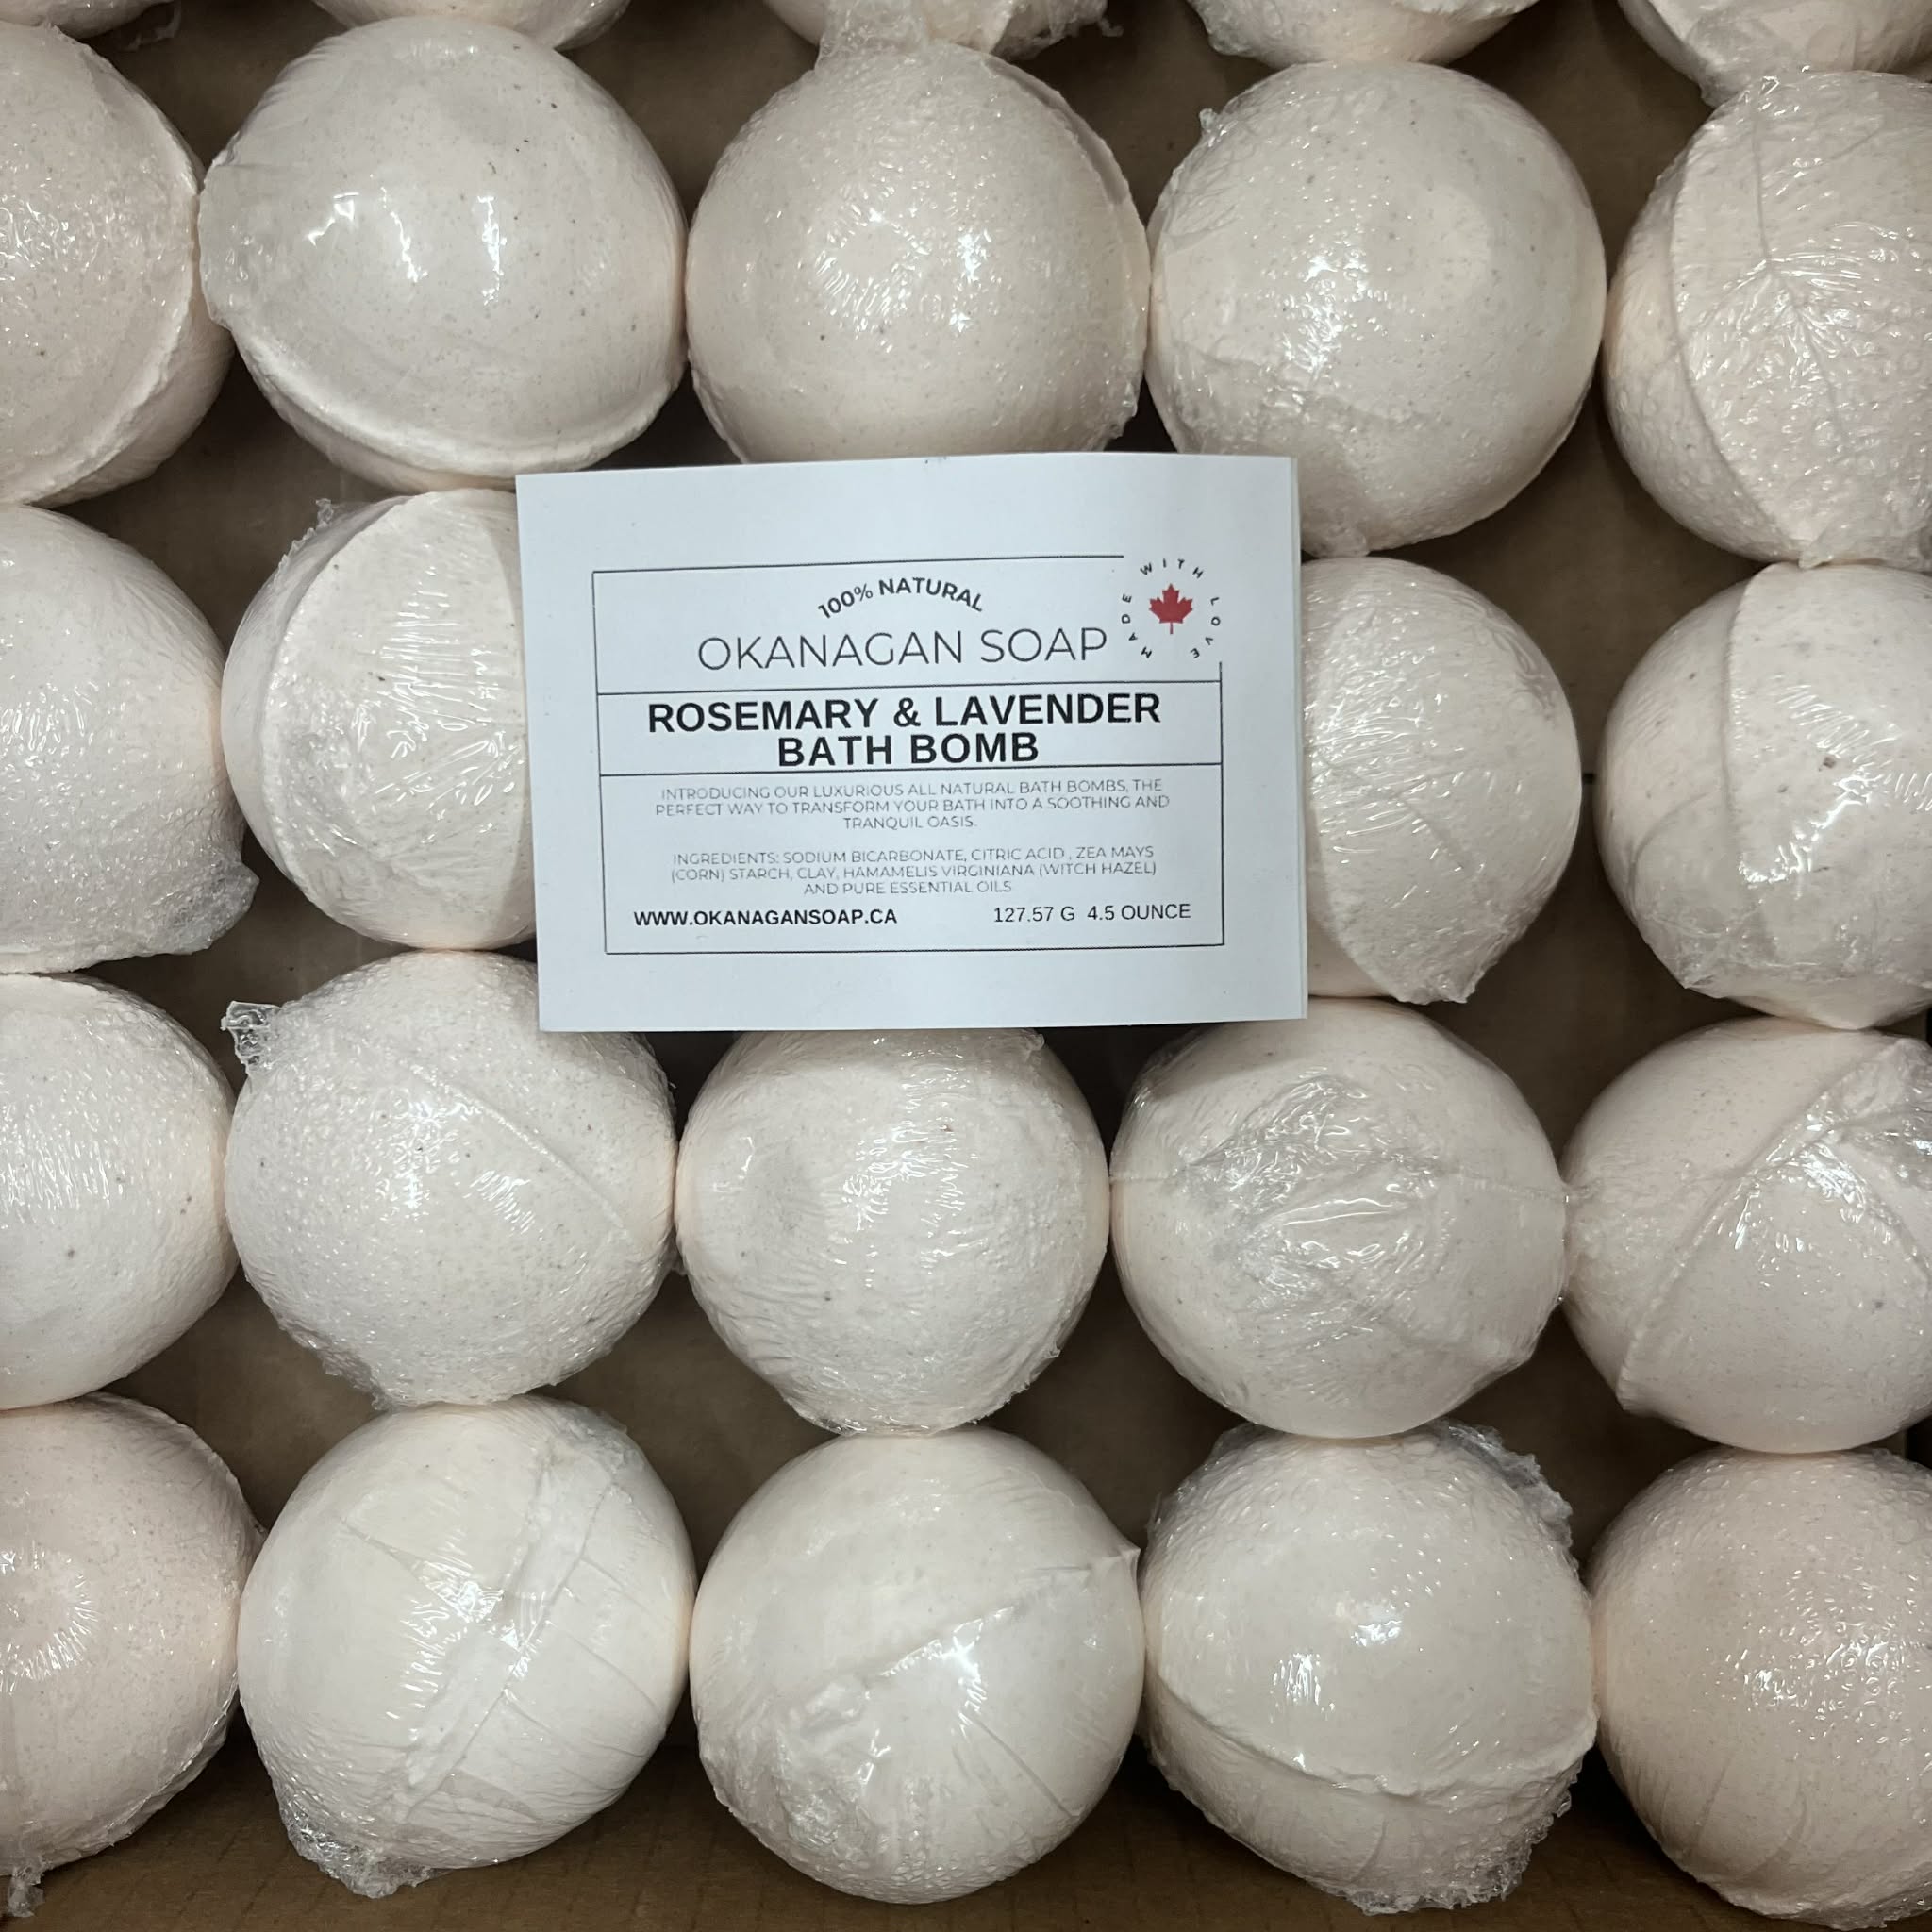 100% NATURAL
OKANAGAN SOAP
MADE WITH LOVE
ROSEMARY & LAVENDER
BATH BOMB
INTRODUCING OUR LUXURIOUS ALL NATURAL BATH BOMBS, THE
PERFECT WAY TO TRANSFORM YOUR BATH INTO A SOOTHING AND
TRANQUIL OASIS.
INGREDIENTS: SODIUM BICARBONATE, CITRIC ACID , ZEA MAYS
(CORN) STARCH, CLAY, HAMAMELIS VIRGINIANA (WITCH HAZEL)
AND PURE ESSENTIAL OILS
WWW.OKANAGANSOAP.CA 127.57 G 4.5 OUNCE